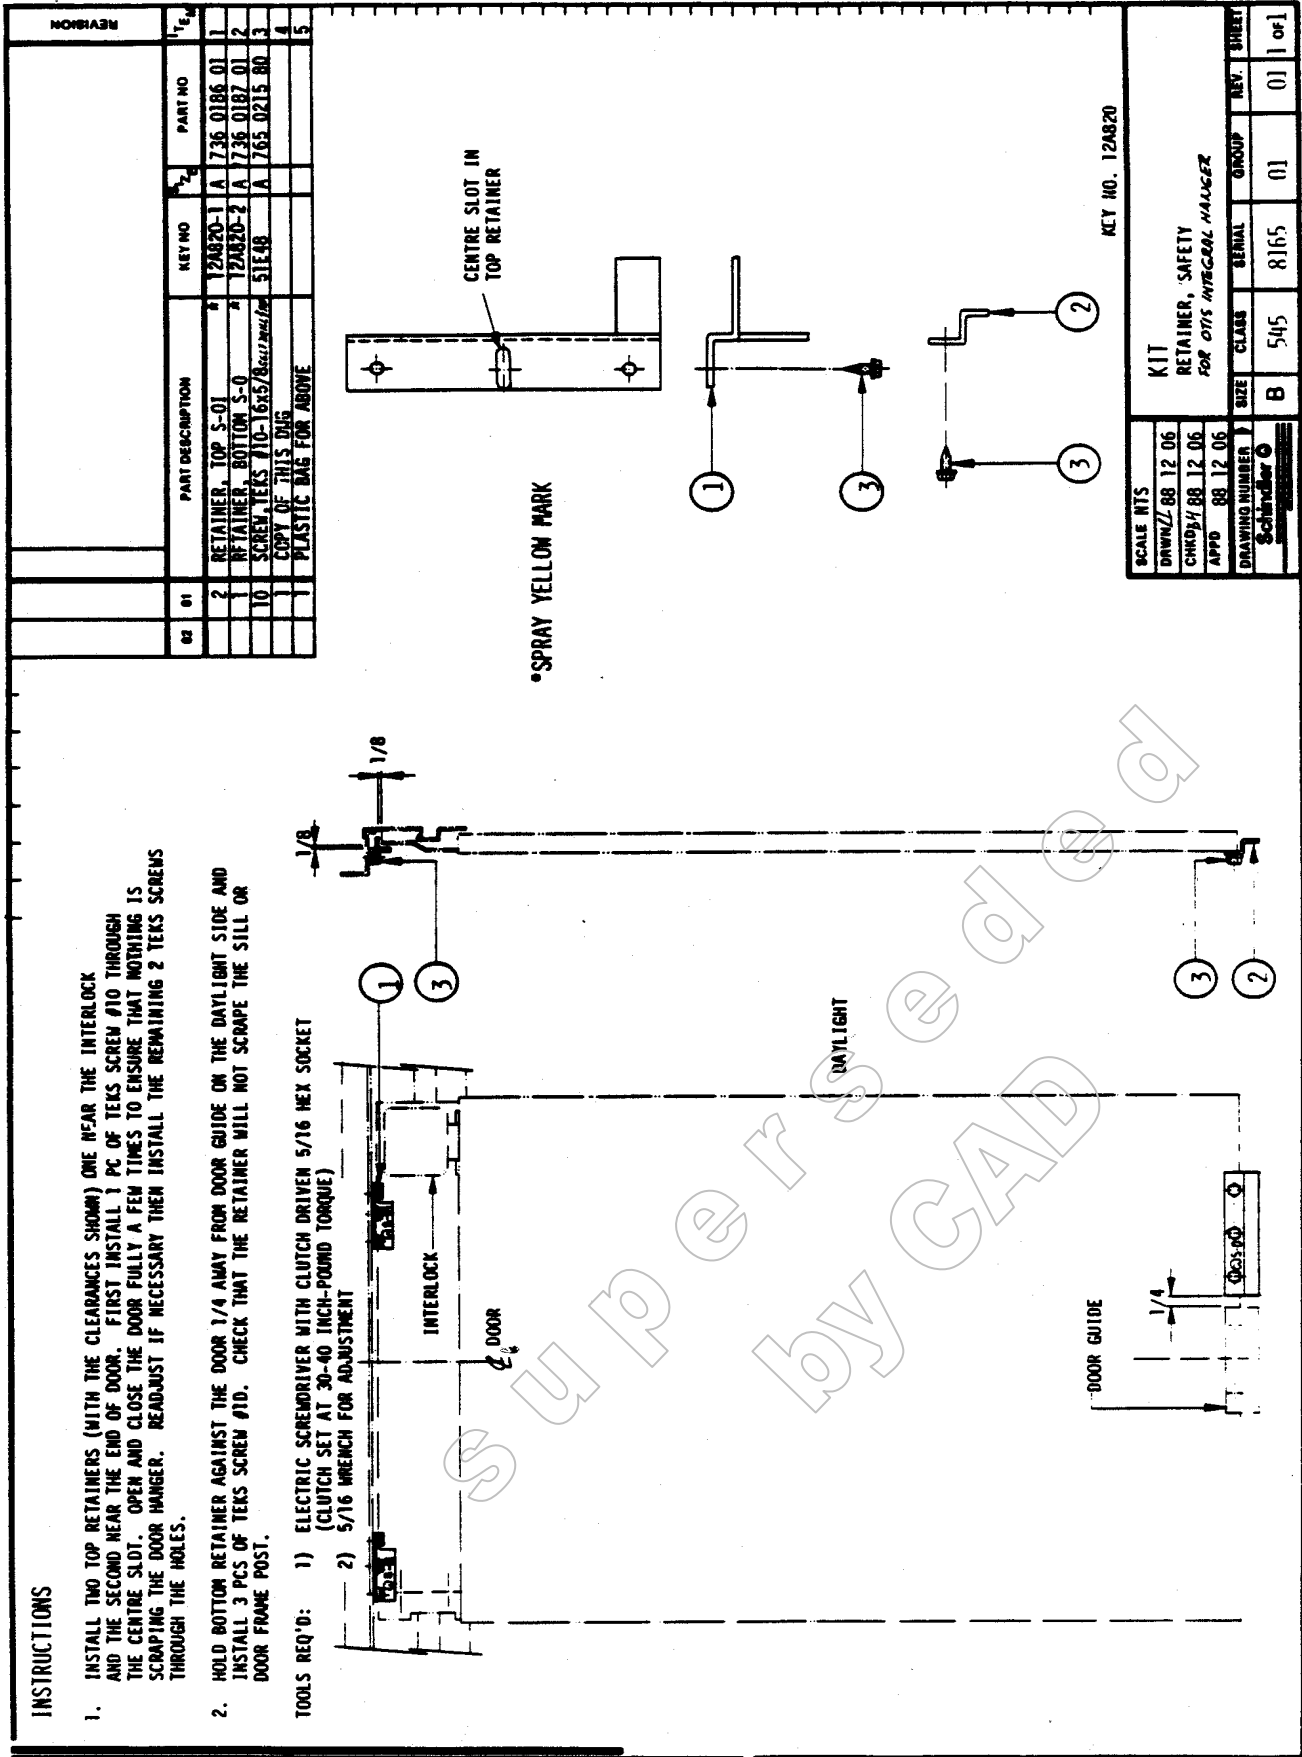 INSTRUCTIONS
1. INSTALL TWO TOP RETAINERS (WITH THE CLEARANCES SHOWN) ONE NEAR THE INTERLOCK
AND THE SECOND NEAR THE END OF DOOR. FIRST INSTALL 1 PC OF TEKS SCREW #10 THROUGH
THE CENTRE SLOT. OPEN AND CLOSE THE DOOR FULLY A FEW TIMES TO ENSURE THAT NOTHING IS
SCRAPING THE DOOR HANGER. READJUST IF NECESSARY THEN INSTALL THE REMAINING 2 TEKS SCREWS
THROUGH THE HOLES.
2. HOLD BOTTOM RETAINER AGAINST THE DOOR 1/4 AWAY FROM DOOR GUIDE ON THE DAYLIGHT SIDE AND
INSTALL 3 PCS OF TEKS SCREW #10. CHECK THAT THE RETAINER WILL NOT SCRAPE THE SILL OR
DOOR FRAME POST.
TOOLS REQ'D: 1) ELECTRIC SCREWDRIVER WITH CLUTCH DRIVEN 5/16 HEX SOCKET
(CLUTCH SET AT 30-40 INCH-POUND TORQUE)
2) 5/16 WRENCH FOR ADJUSTMENT
INTERLOCK
DOOR
DOOR GUIDE
1/4
DAYLIGHT
1
3
1/8
1/8
3
2
superseded
by CAD
02 01 PART DESCRIPTION KEY NO SIZE PART NO ITEM
2 RETAINER, TOP S-01 * 12A820-1 A 736 0186 01 1
1 RETAINER, BOTTOM S-0 * 12A820-2 A 736 0187 01 2
10 SCREW,TEKS #10-16x5/8 51E48 A 765 0215 80 3
1 COPY OF THIS DWG 4
1 PLASTIC BAG FOR ABOVE 5
REVISION
*SPRAY YELLOW MARK
CENTRE SLOT IN
TOP RETAINER
1
3
3
2
KEY NO. 12A820
SCALE NTS
DRWN 88 12 06
CHKD 88 12 06
APPD 88 12 06
KIT
RETAINER, SAFETY
FOR OTIS INTEGRAL HANGER
DRAWING NUMBER SIZE CLASS SERIAL GROUP REV. SHEET
Schindler B 545 8165 01 01 1 OF 1